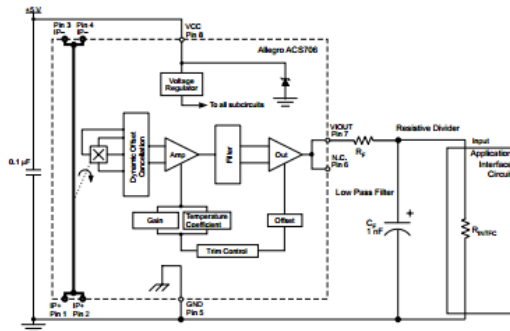 +5 V
Pin 3 Pin 4
IP– IP–
VCC
Pin 8
Allegro ACS706
Voltage
Regulator
To all subcircuits
VIOUT
Pin 7
Resistive Divider
Input
0.1 µF
Dynamic Offset
Cancellation
Amp
Filter
Out
RF
N.C.
Pin 6
Application
Interface
Circuit
Low Pass Filter
Gain
Temperature
Coefficient
Offset
CF
1 nF
+
RINTFC
Trim Control
IP+ IP+
Pin 1 Pin 2
GND
Pin 5